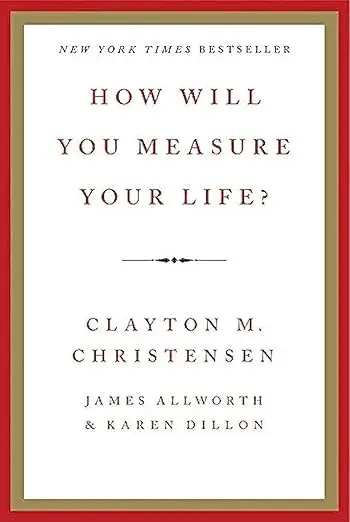 NEW YORK TIMES BESTSELLER
HOW WILL
YOU MEASURE
YOUR LIFE?
CLAYTON M.
CHRISTENSEN
JAMES ALLWORTH
& KAREN DILLON